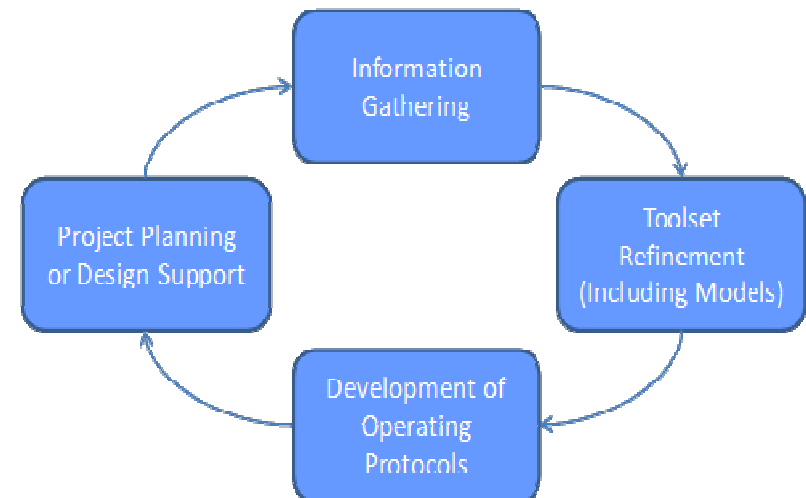 Information
Gathering
Toolset
Refinement
(Including Models)
Development of
Operating
Protocols
Project Planning
or Design Support